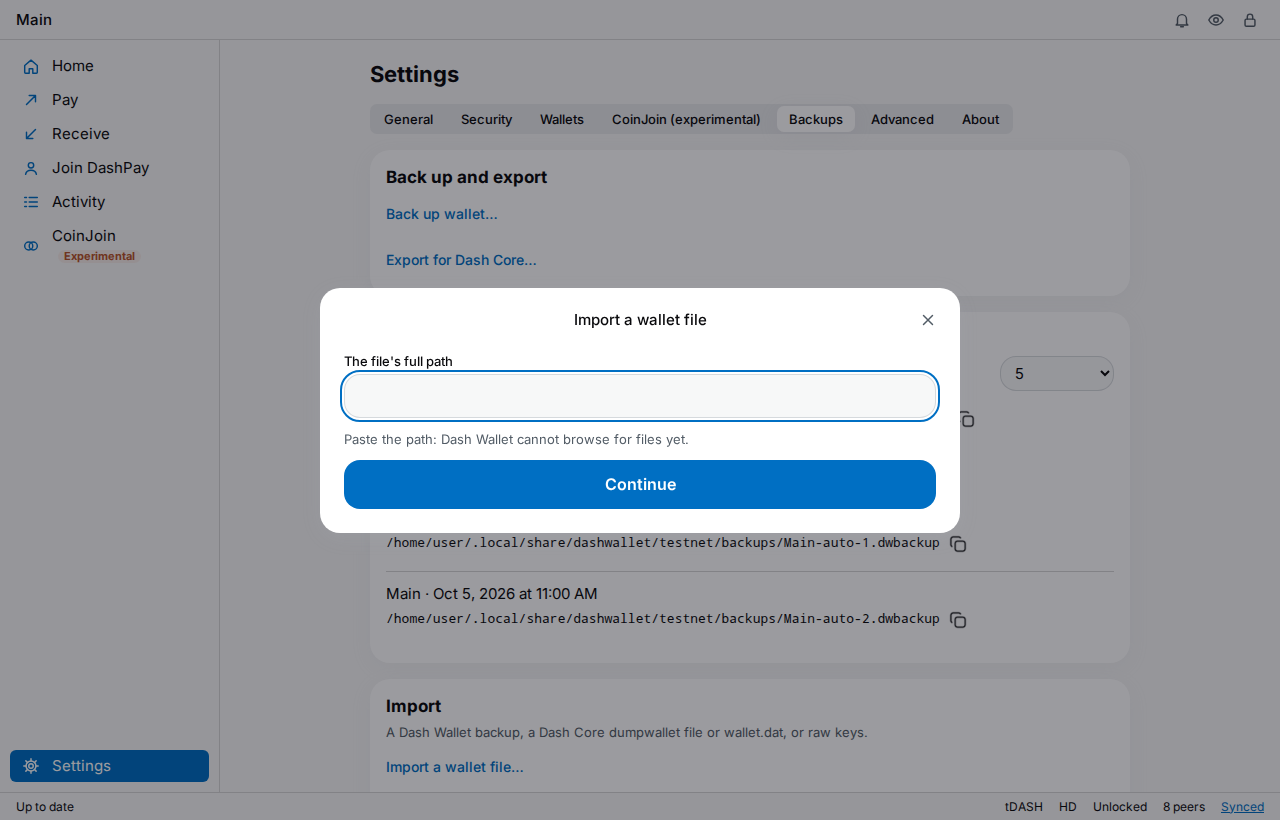 Main
Home
Pay
Receive
Join DashPay
Activity
CoinJoin
Experimental
Settings
Settings
General Security Wallets CoinJoin (experimental) Backups Advanced About
Back up and export
Back up wallet...
Export for Dash Core...
Import a wallet file
The file's full path
Paste the path: Dash Wallet cannot browse for files yet.
Continue
5
/home/user/.local/share/dashwallet/testnet/backups/Main-auto-1.dwbackup
Main · Oct 5, 2026 at 11:00 AM
/home/user/.local/share/dashwallet/testnet/backups/Main-auto-2.dwbackup
Import
A Dash Wallet backup, a Dash Core dumpwallet file or wallet.dat, or raw keys.
Import a wallet file...
Up to date
tDASH HD Unlocked 8 peers Synced